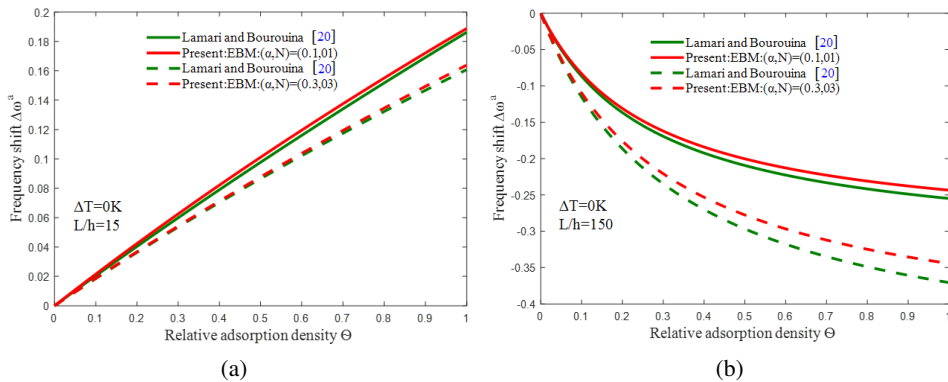 Lamari and Bourouina [20]
Present:EBM:(α,N)=(0.1,01)
Lamari and Bourouina [20]
Present:EBM:(α,N)=(0.3,03)
ΔT=0K
L/h=15
0.2
0.18
0.16
0.14
0.12
0.1
0.08
0.06
0.04
0.02
0
Frequency shift Δωᵃ
0 0.1 0.2 0.3 0.4 0.5 0.6 0.7 0.8 0.9 1
Relative adsorption density Θ
(a)
Lamari and Bourouina [20]
Present:EBM:(α,N)=(0.1,01)
Lamari and Bourouina [20]
Present:EBM:(α,N)=(0.3,03)
ΔT=0K
L/h=150
0
-0.05
-0.1
-0.15
-0.2
-0.25
-0.3
-0.35
-0.4
Frequency shift Δωᵃ
0 0.1 0.2 0.3 0.4 0.5 0.6 0.7 0.8 0.9 1
Relative adsorption density Θ
(b)